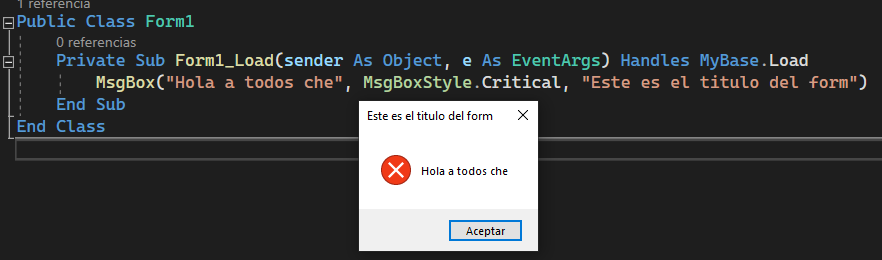 1 referencia
Public Class Form1
0 referencias
Private Sub Form1_Load(sender As Object, e As EventArgs) Handles MyBase.Load
MsgBox("Hola a todos che", MsgBoxStyle.Critical, "Este es el titulo del form")
End Sub
End Class
Este es el titulo del form
Hola a todos che
Aceptar